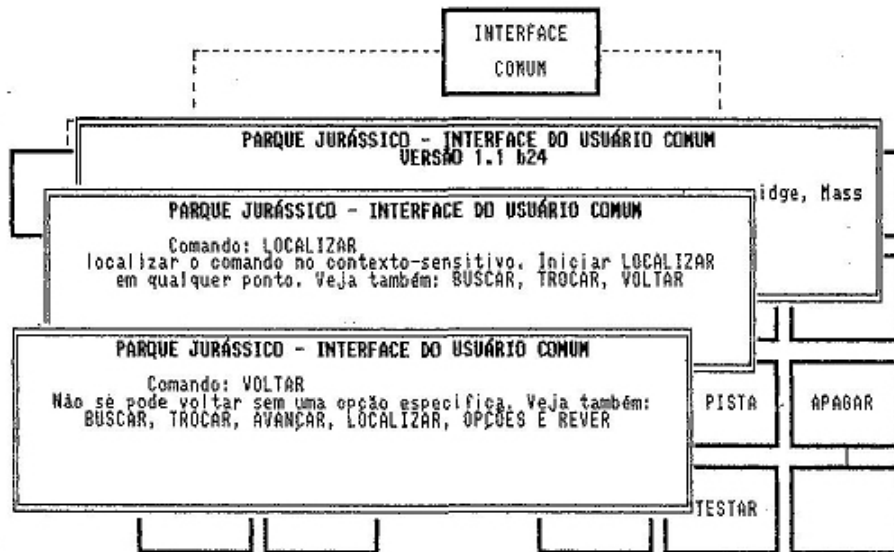 INTERFACE
COMUM
PARQUE JURÁSSICO - INTERFACE DO USUÁRIO COMUM
VERSÃO 1.1 b24
idge, Mass
PARQUE JURÁSSICO - INTERFACE DO USUÁRIO COMUM
Comando: LOCALIZAR
localizar o comando no contexto-sensitivo. Iniciar LOCALIZAR
em qualquer ponto. Veja também: BUSCAR, TROCAR, VOLTAR
PARQUE JURÁSSICO - INTERFACE DO USUÁRIO COMUM
Comando: VOLTAR
Não se pode voltar sem uma opção especifica. Veja também:
BUSCAR, TROCAR, AVANÇAR, LOCALIZAR, OPÇÕES E REVER
PISTA
APAGAR
TESTAR